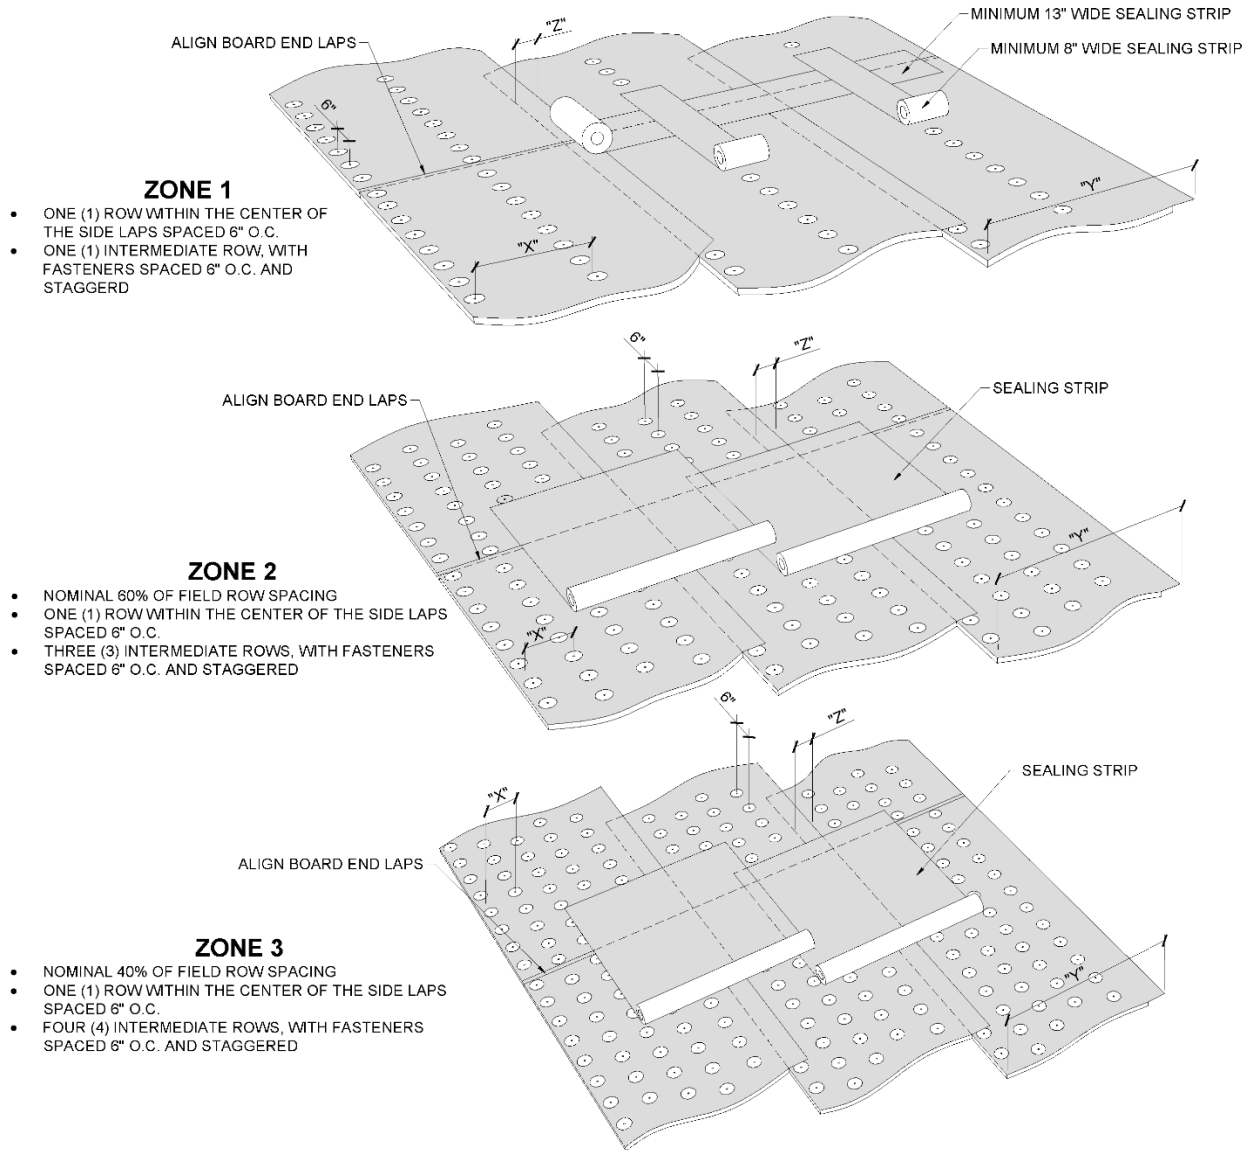 "Z"
MINIMUM 13" WIDE SEALING STRIP
ALIGN BOARD END LAPS
MINIMUM 8" WIDE SEALING STRIP
6"
"Y"
ZONE 1
• ONE (1) ROW WITHIN THE CENTER OF
THE SIDE LAPS SPACED 6" O.C.
• ONE (1) INTERMEDIATE ROW, WITH
FASTENERS SPACED 6" O.C. AND
STAGGERD
"X"
6"
"Z"
ALIGN BOARD END LAPS
SEALING STRIP
"Y"
ZONE 2
• NOMINAL 60% OF FIELD ROW SPACING
• ONE (1) ROW WITHIN THE CENTER OF THE SIDE LAPS
SPACED 6" O.C.
• THREE (3) INTERMEDIATE ROWS, WITH FASTENERS
SPACED 6" O.C. AND STAGGERED
"X"
6"
"Z"
"X"
SEALING STRIP
ALIGN BOARD END LAPS
"Y"
ZONE 3
• NOMINAL 40% OF FIELD ROW SPACING
• ONE (1) ROW WITHIN THE CENTER OF THE SIDE LAPS
SPACED 6" O.C.
• FOUR (4) INTERMEDIATE ROWS, WITH FASTENERS
SPACED 6" O.C. AND STAGGERED